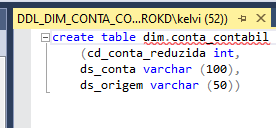 DDL_DIM_CONTA_CO...ROKD\kelvi (52))
create table dim.conta_contabil
(cd_conta_reduzida int,
ds_conta varchar (100),
ds_origem varchar (50))